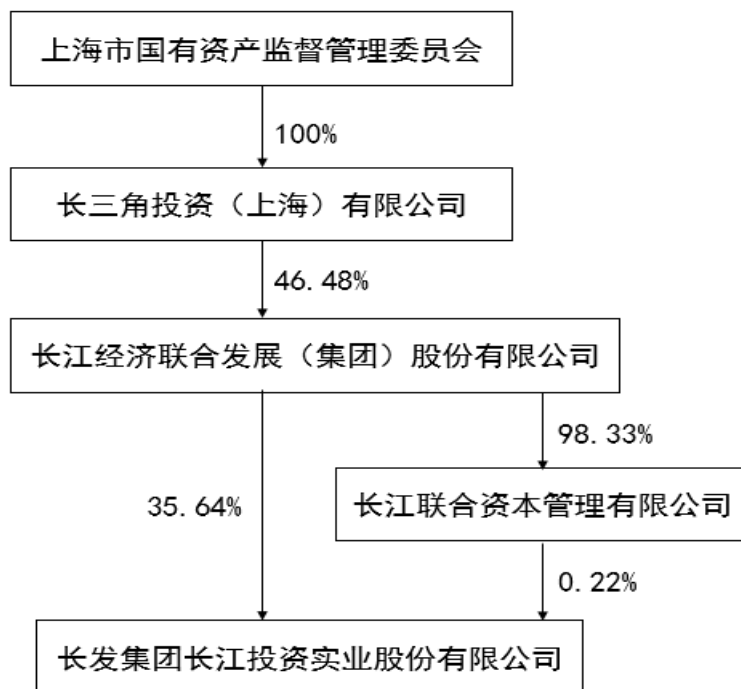 上海市国有资产监督管理委员会
100%
长三角投资（上海）有限公司
46.48%
长江经济联合发展（集团）股份有限公司
98.33%
35.64%
长江联合资本管理有限公司
0.22%
长发集团长江投资实业股份有限公司